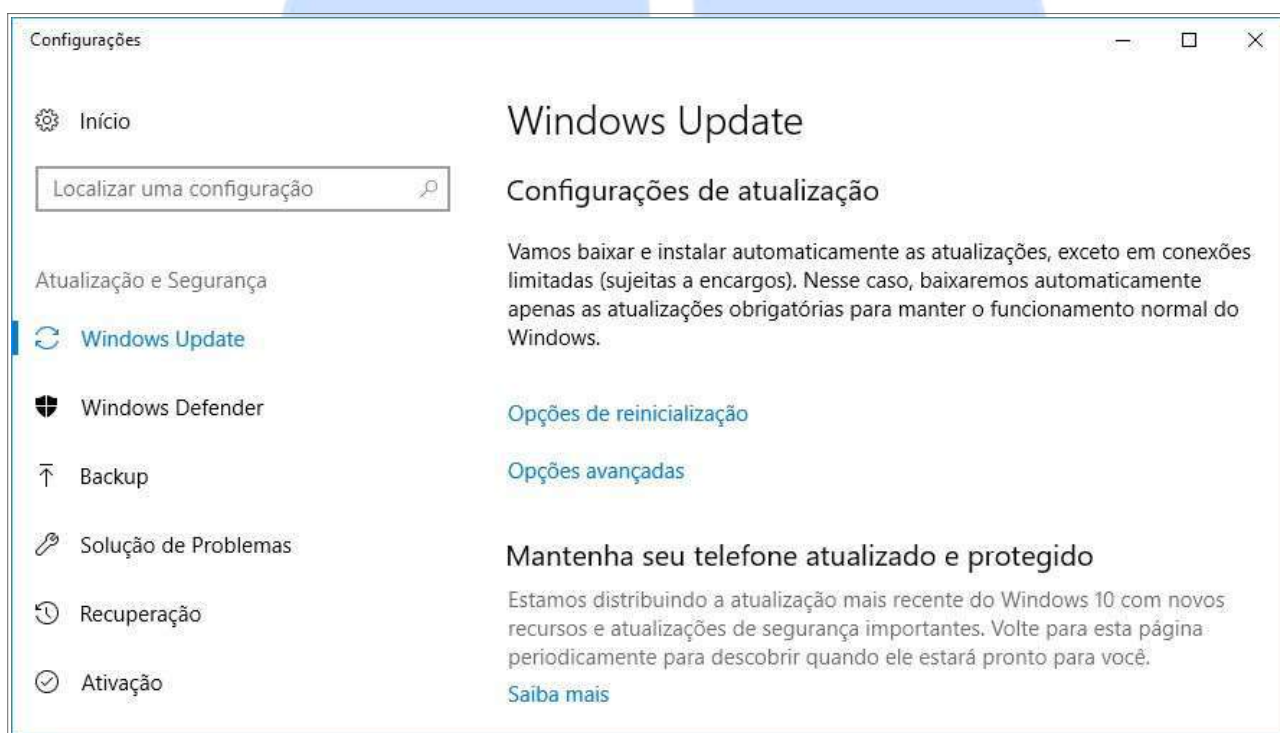 Configurações
Início
Localizar uma configuração
Atualização e Segurança
Windows Update
Windows Defender
Backup
Solução de Problemas
Recuperação
Ativação
Windows Update
Configurações de atualização
Vamos baixar e instalar automaticamente as atualizações, exceto em conexões
limitadas (sujeitas a encargos). Nesse caso, baixaremos automaticamente
apenas as atualizações obrigatórias para manter o funcionamento normal do
Windows.
Opções de reinicialização
Opções avançadas
Mantenha seu telefone atualizado e protegido
Estamos distribuindo a atualização mais recente do Windows 10 com novos
recursos e atualizações de segurança importantes. Volte para esta página
periodicamente para descobrir quando ele estará pronto para você.
Saiba mais